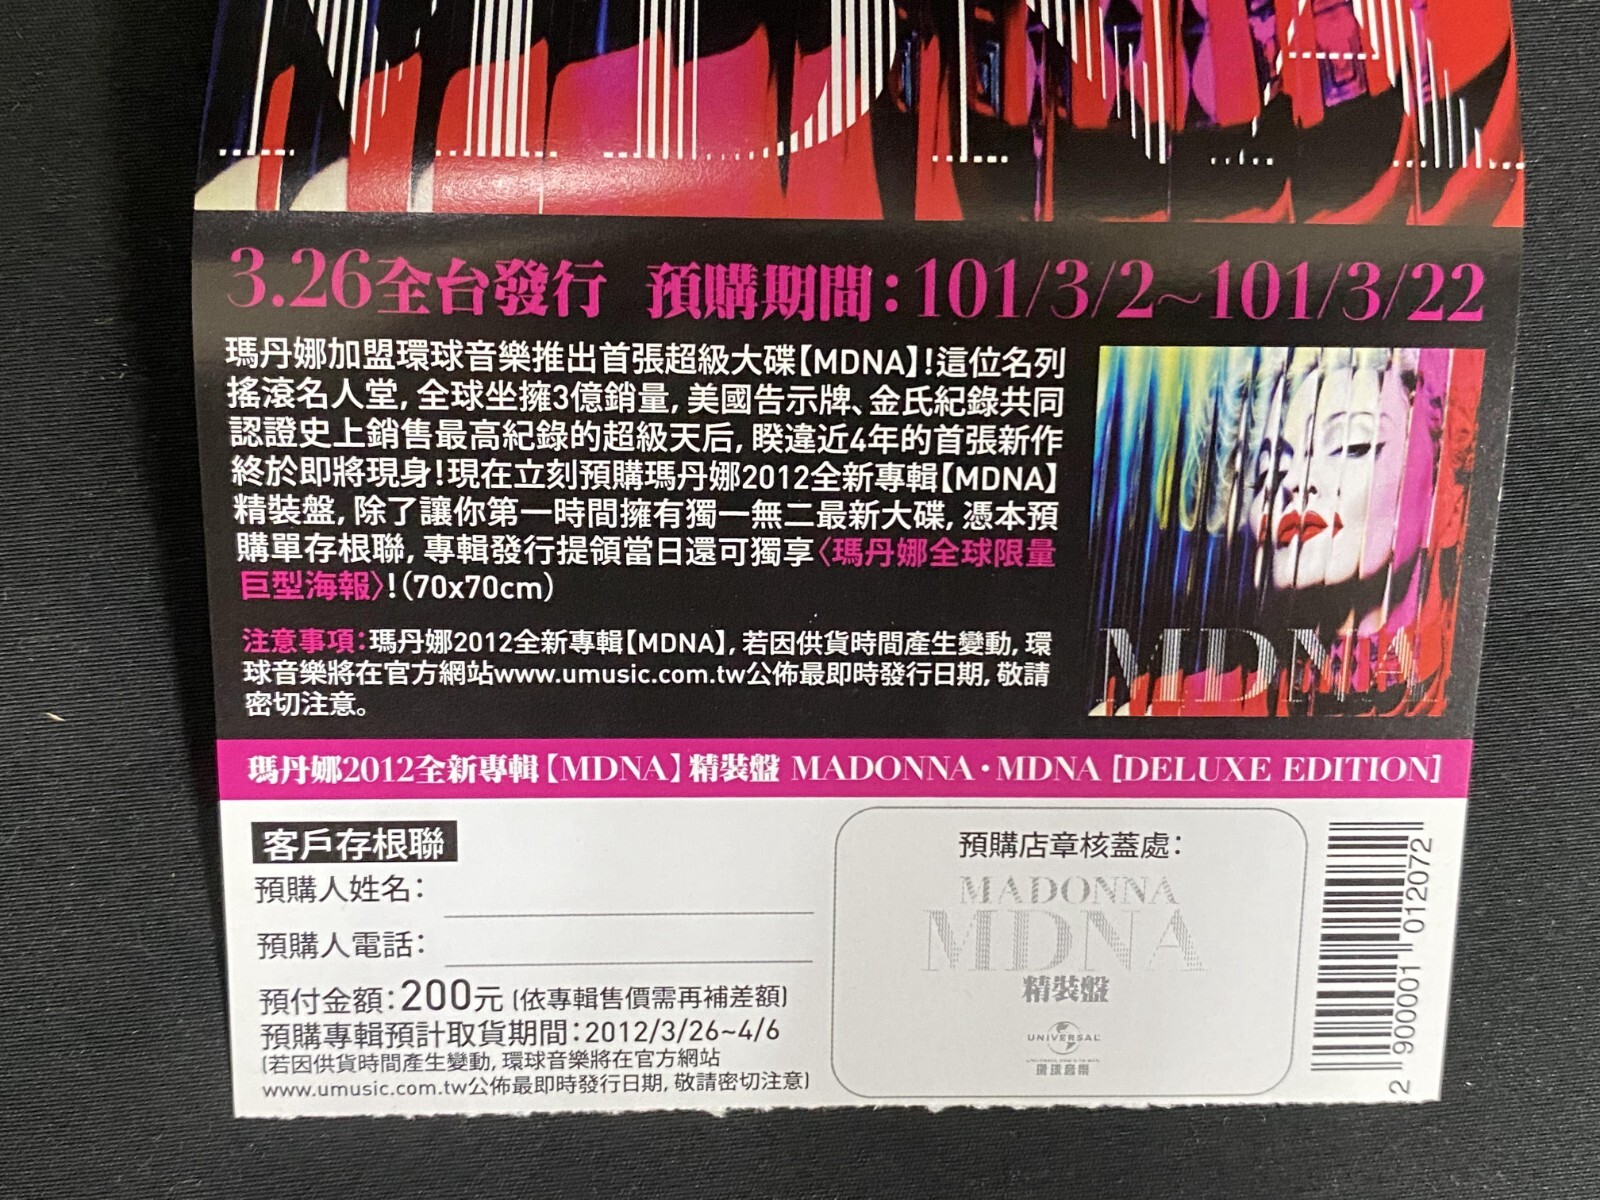 3.26全台發行 預購期間：101/3/2~101/3/22
瑪丹娜加盟環球音樂推出首張超級大碟【MDNA】！這位名列
搖滾名人堂，全球坐擁3億銷量，美國告示牌、金氏紀錄共同
認證史上銷售最高紀錄的超級天后，睽違近4年的首張新作
終於即將現身！現在立刻預購瑪丹娜2012全新專輯【MDNA】
精裝盤，除了讓你第一時間擁有獨一無二最新大碟，憑本預
購單存根聯，專輯發行提領當日還可獨享〈瑪丹娜全球限量
巨型海報〉！（70x70cm）
注意事項：瑪丹娜2012全新專輯【MDNA】，若因供貨時間產生變動，環
球音樂將在官方網站www.umusic.com.tw公佈最即時發行日期，敬請
密切注意。
MDNA
瑪丹娜2012全新專輯【MDNA】精裝盤 MADONNA・MDNA [DELUXE EDITION]
客戶存根聯
預購人姓名：
預購人電話：
預付金額：200元（依專輯售價需再補差額）
預購專輯預計取貨期間：2012/3/26~4/6
（若因供貨時間產生變動，環球音樂將在官方網站
www.umusic.com.tw公佈最即時發行日期，敬請密切注意）
預購店章核蓋處：
MADONNA
MDNA
精裝盤
UNIVERSAL
環球音樂
2 900001 012072